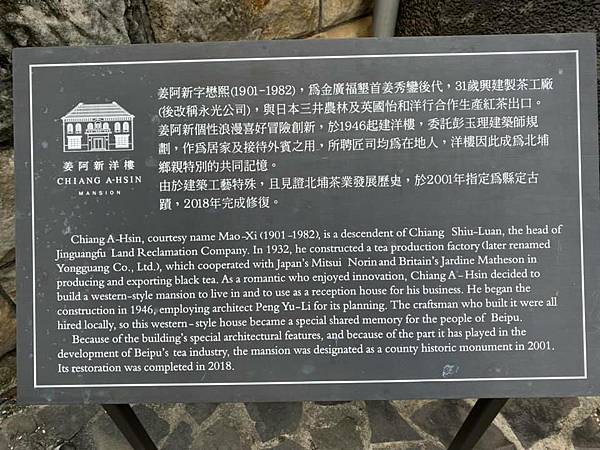 姜阿新洋樓
CHIANG A-HSIN
MANSION
姜阿新字懋熙(1901-1982)，爲金廣福墾首姜秀鑾後代，31歲興建製茶工廠
(後改稱永光公司)，與日本三井農林及英國怡和洋行合作生產紅茶出口。
姜阿新個性浪漫喜好冒險創新，於1946起建洋樓，委託彭玉理建築師規
劃，作爲居家及接待外賓之用，所聘匠司均爲在地人，洋樓因此成爲北埔
鄉親特別的共同記憶。
由於建築工藝特殊，且見證北埔茶業發展歷史，於2001年指定爲縣定古
蹟，2018年完成修復。
Chiang A-Hsin, courtesy name Mao-Xi (1901-1982), is a descendent of Chiang Shiu-Luan, the head of
Jinguangfu Land Reclamation Company. In 1932, he constructed a tea production factory (later renamed
Yongguang Co., Ltd.), which cooperated with Japan's Mitsui Norin and Britain's Jardine Matheson in
producing and exporting black tea. As a romantic who enjoyed innovation, Chiang A-Hsin decided to
build a western-style mansion to live in and to use as a reception house for his business. He began the
construction in 1946, employing architect Peng Yu-Li for its planning. The craftsman who built it were all
hired locally, so this western-style house became a special shared memory for the people of Beipu.
Because of the building's special architectural features, and because of the part it has played in the
development of Beipu's tea industry, the mansion was designated as a county historic monument in 2001.
Its restoration was completed in 2018.